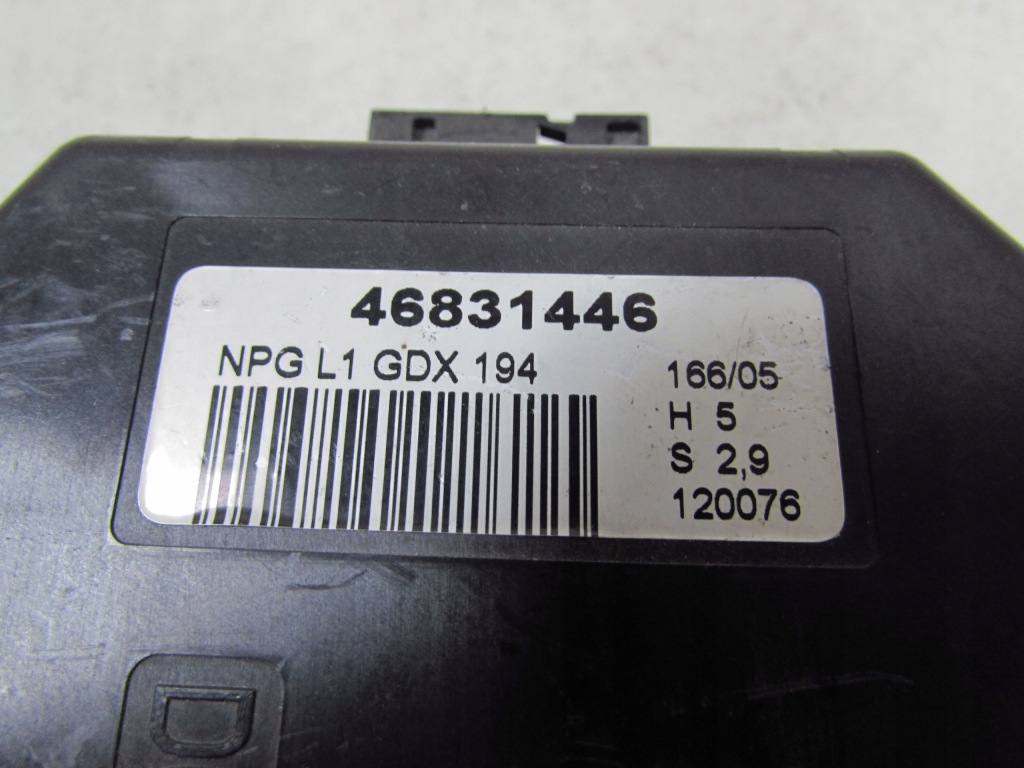 46831446
NPG L1 GDX 194
166/05
H 5
S 2,9
120076
D